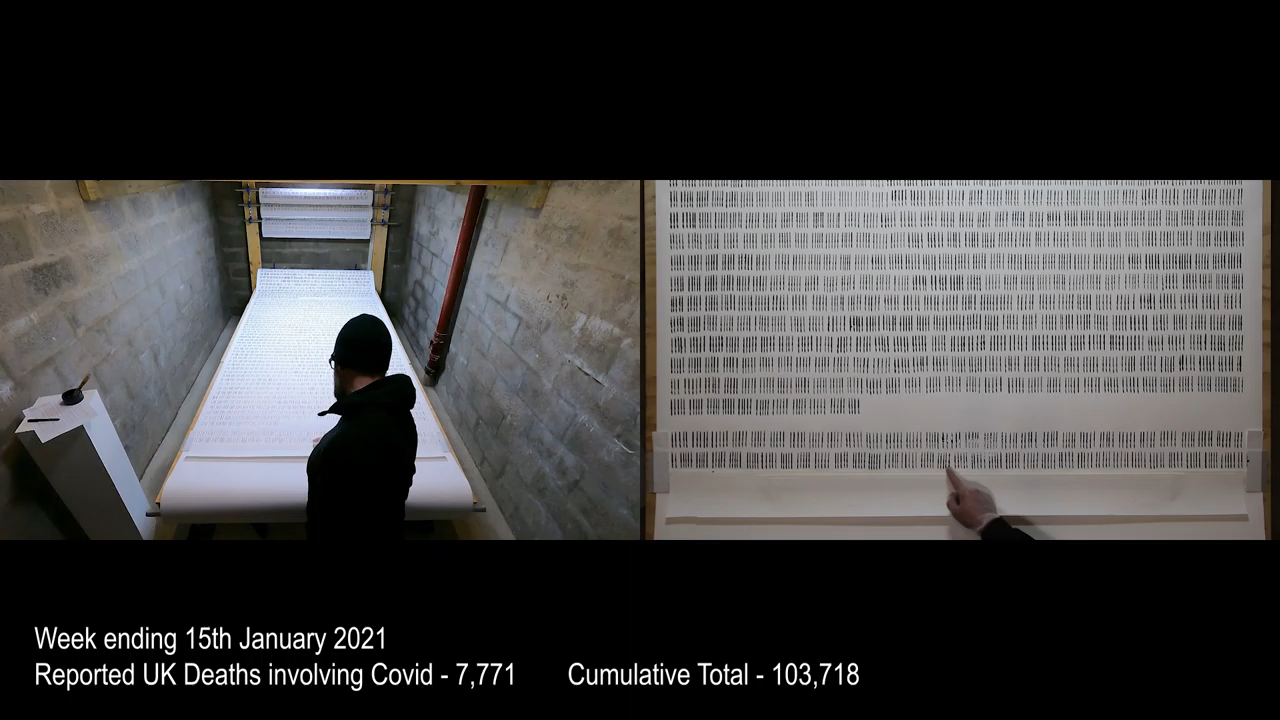 Week ending 15th January 2021
Reported UK Deaths involving Covid - 7,771 Cumulative Total - 103,718